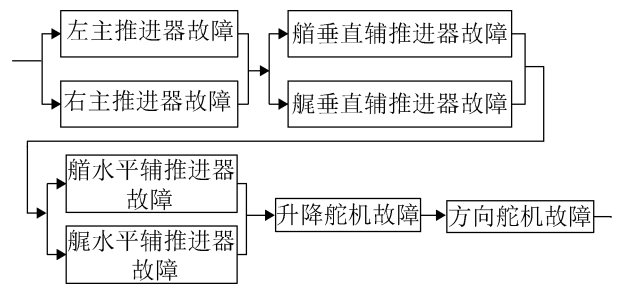 左主推进器故障
右主推进器故障
艏垂直辅推进器故障
艉垂直辅推进器故障
艏水平辅推进器
故障
艉水平辅推进器
故障
升降舵机故障
方向舵机故障